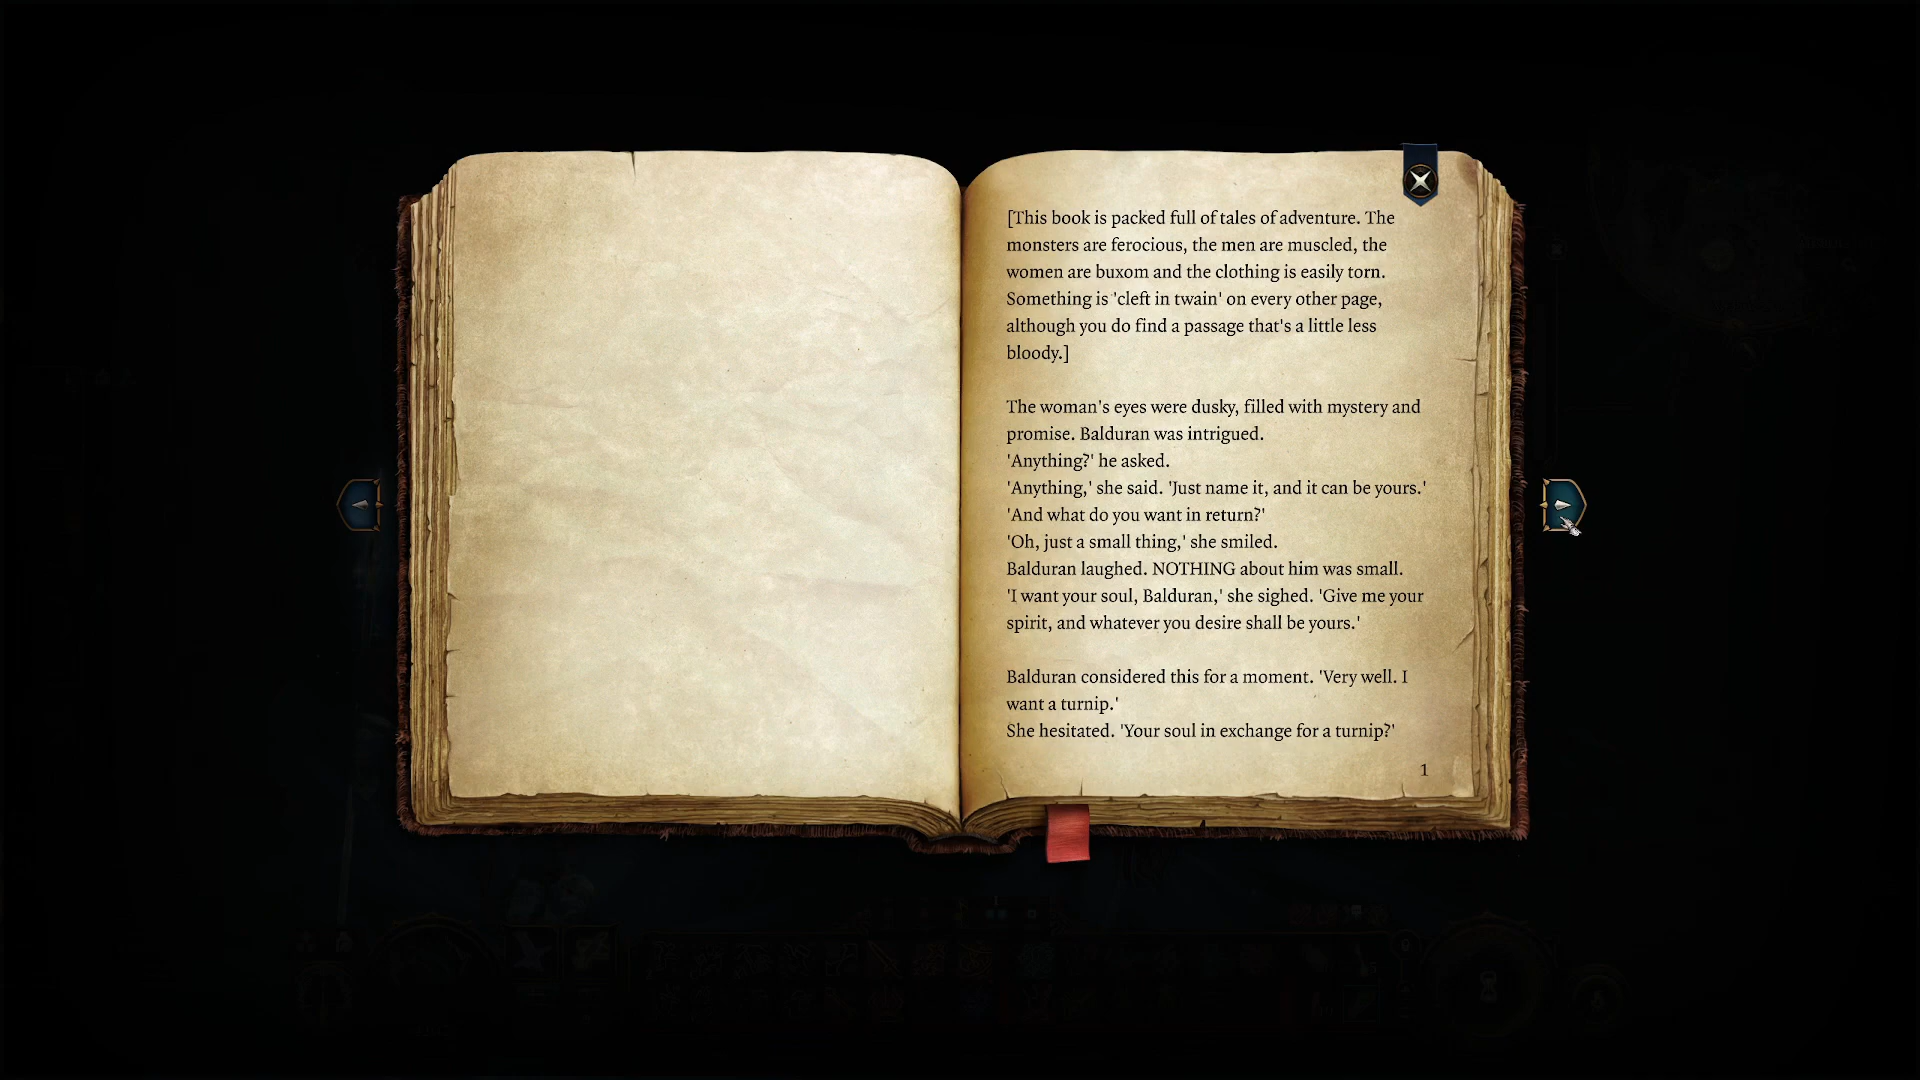 [This book is packed full of tales of adventure. The
monsters are ferocious, the men are muscled, the
women are buxom and the clothing is easily torn.
Something is 'cleft in twain' on every other page,
although you do find a passage that's a little less
bloody.]
The woman's eyes were dusky, filled with mystery and
promise. Balduran was intrigued.
'Anything?' he asked.
'Anything,' she said. 'Just name it, and it can be yours.'
'And what do you want in return?'
'Oh, just a small thing,' she smiled.
Balduran laughed. NOTHING about him was small.
'I want your soul, Balduran,' she sighed. 'Give me your
spirit, and whatever you desire shall be yours.'
Balduran considered this for a moment. 'Very well. I
want a turnip.'
She hesitated. 'Your soul in exchange for a turnip?'
1